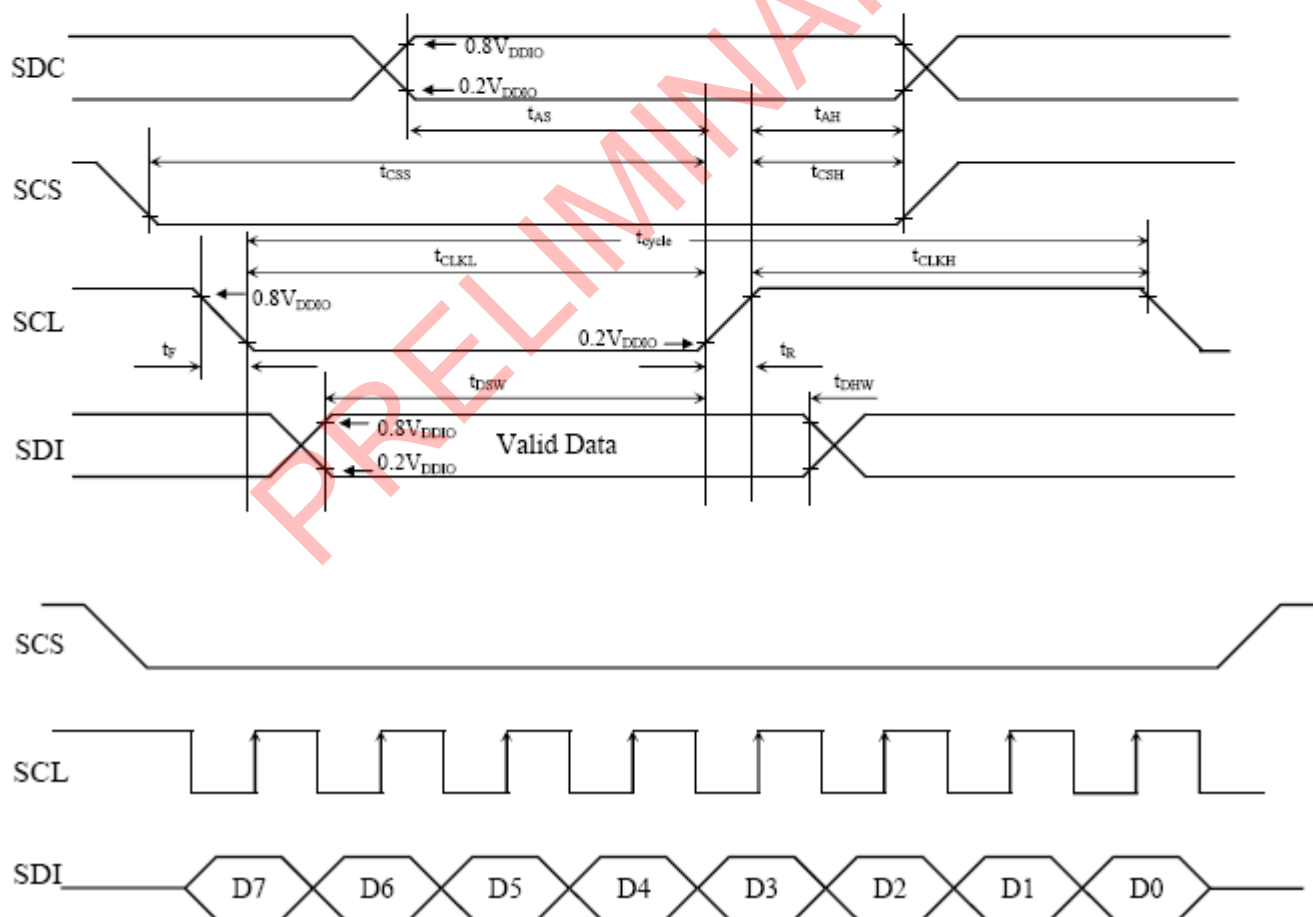 PRELIMINA
0.8VDDIO
SDC
0.2VDDIO
tAS
tAH
tCSS
tCSH
SCS
tcycle
tCLKL
tCLKH
0.8VDDIO
SCL
0.2VDDIO
tF
tR
tDSW
tDHW
0.8VDDIO
Valid Data
SDI
0.2VDDIO
SCS
SCL
SDI
D7 D6 D5 D4 D3 D2 D1 D0